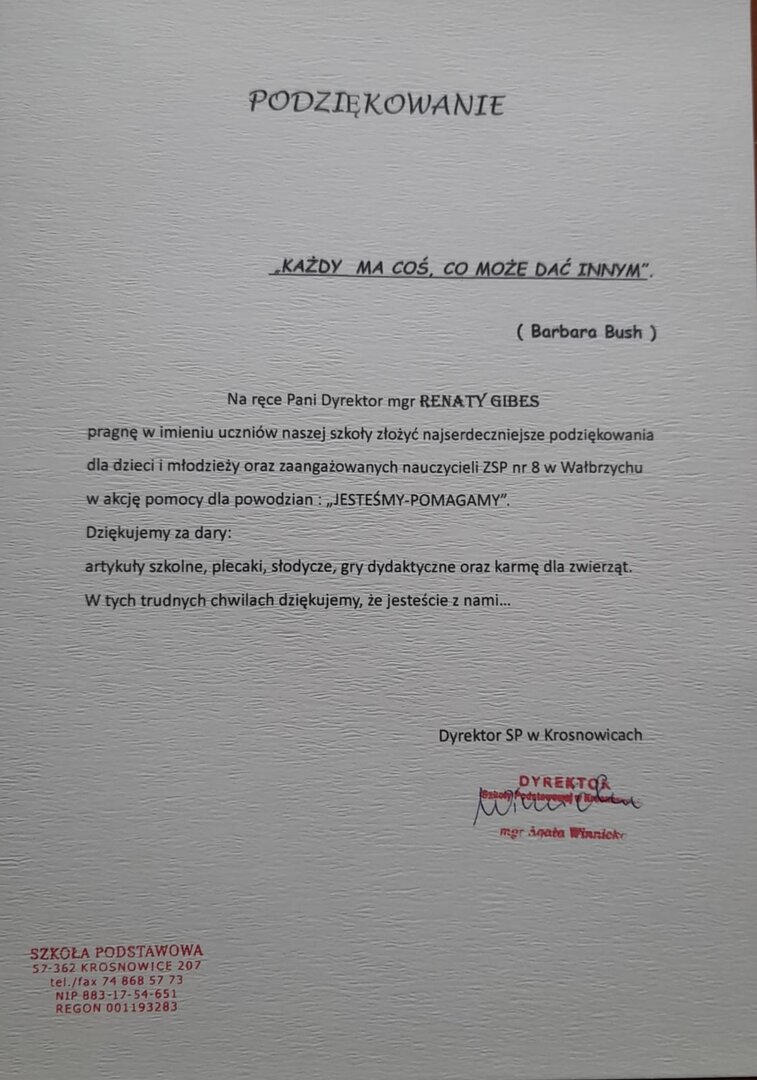 PODZIĘKOWANIE
„KAŻDY MA COŚ, CO MOŻE DAĆ INNYM”.
( Barbara Bush )
Na ręce Pani Dyrektor mgr RENATY GIBES
pragnę w imieniu uczniów naszej szkoły złożyć najserdeczniejsze podziękowania
dla dzieci i młodzieży oraz zaangażowanych nauczycieli ZSP nr 8 w Wałbrzychu
w akcję pomocy dla powodzian : „JESTEŚMY-POMAGAMY”.
Dziękujemy za dary:
artykuły szkolne, plecaki, słodycze, gry dydaktyczne oraz karmę dla zwierząt.
W tych trudnych chwilach dziękujemy, że jesteście z nami...
Dyrektor SP w Krosnowicach
DYREKTOR
Szkoły Podstawowej w
mgr Agata
SZKOŁA PODSTAWOWA
57-362 KROSNOWICE 207
tel./fax 74 868 57 73
NIP 883-17-54-651
REGON 001193283